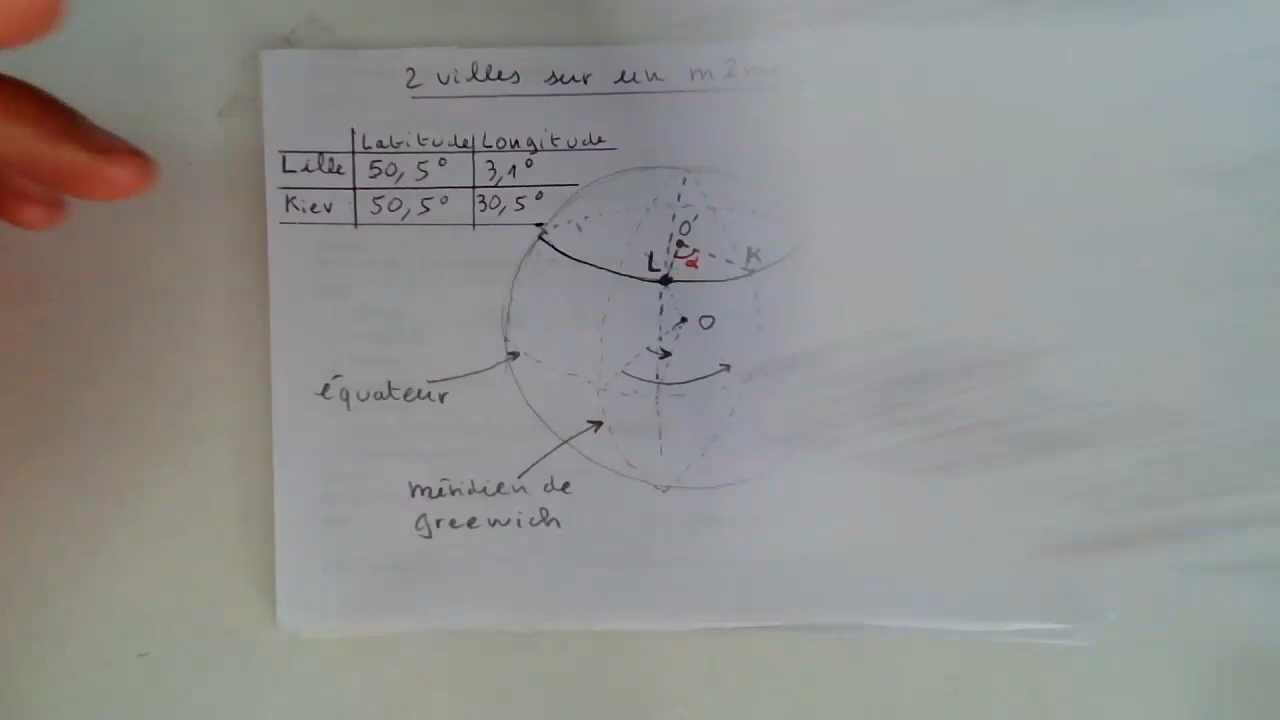 2 villes sur un
Latitude Longitude
Lille 50,5° 3,1°
Kiev 50,5° 30,5°
O'
L α K
O
équateur
méridien de
greewich